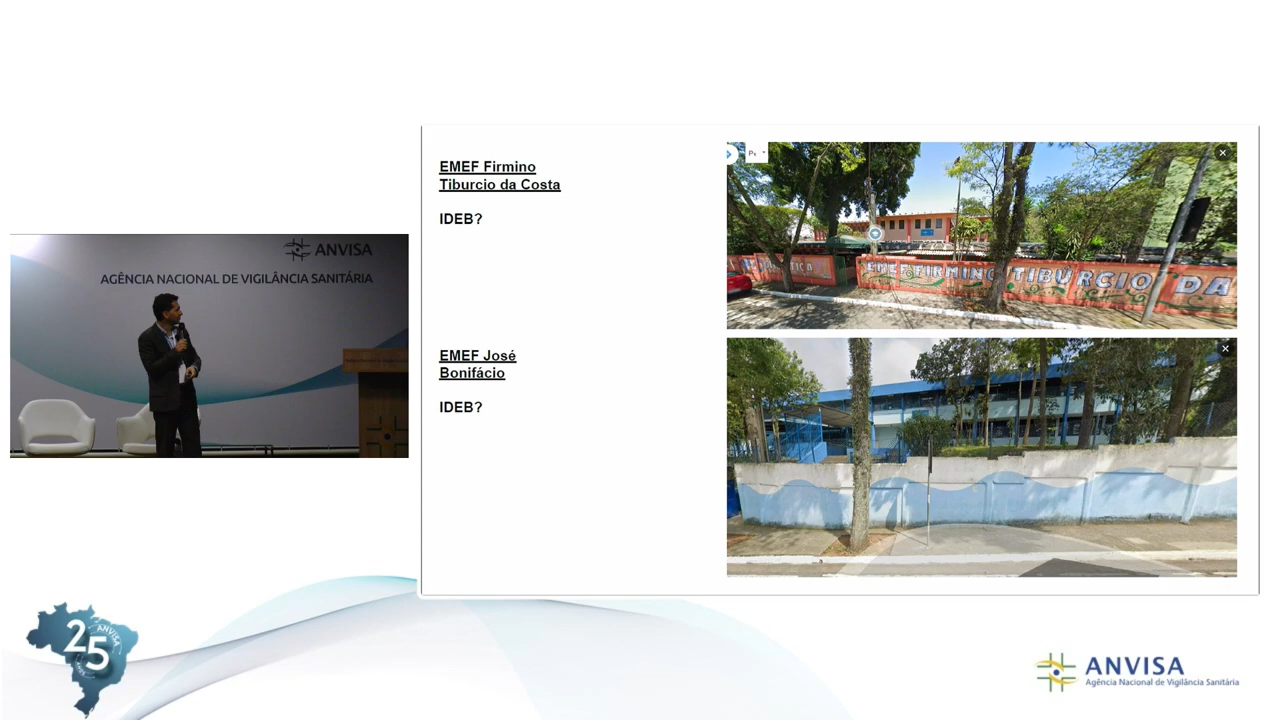 ANVISA
AGÊNCIA NACIONAL DE VIGILÂNCIA SANITÁRIA
EMEF Firmino
Tiburcio da Costa
IDEB?
EMEF FIRMINO TIBÚRCIO DA
EMEF José
Bonifácio
IDEB?
25
ANVISA
ANVISA
Agência Nacional de Vigilância Sanitária